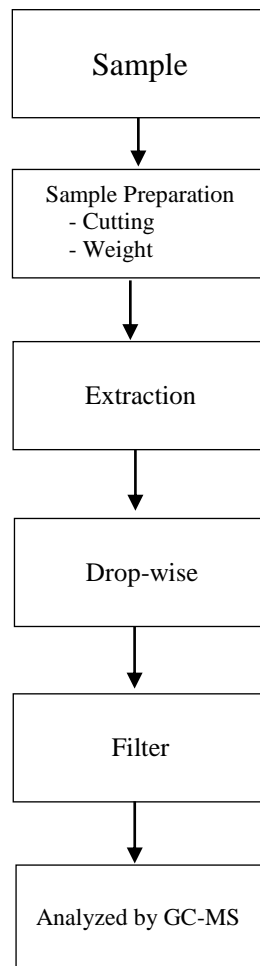 Sample
Sample Preparation
- Cutting
- Weight
Extraction
Drop-wise
Filter
Analyzed by GC-MS